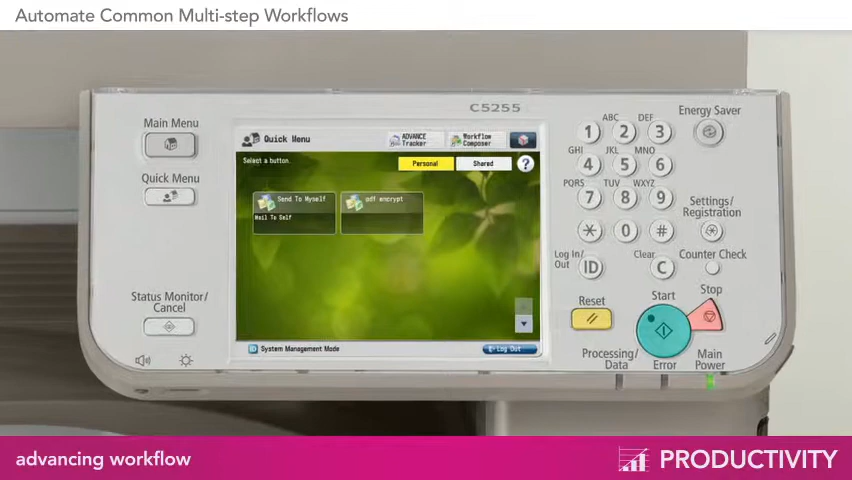 Automate Common Multi-step Workflows
C5255
Main Menu
Quick Menu
Status Monitor/
Cancel
Quick Menu
ADVANCE
Tracker
Workflow
Composer
Select a button.
Personal
Shared
?
Send To Myself
Mail To Self
pdf encrypt
System Management Mode
Log Out
ABC
DEF
1
2
3
GHI
JKL
MNO
4
5
6
PQRS
TUV
WXYZ
7
8
9
*
0
#
Log In/
Out
ID
Clear
C
Energy Saver
Settings/
Registration
Counter Check
Reset
Start
Stop
Processing/
Data
Error
Main
Power
advancing workflow
PRODUCTIVITY